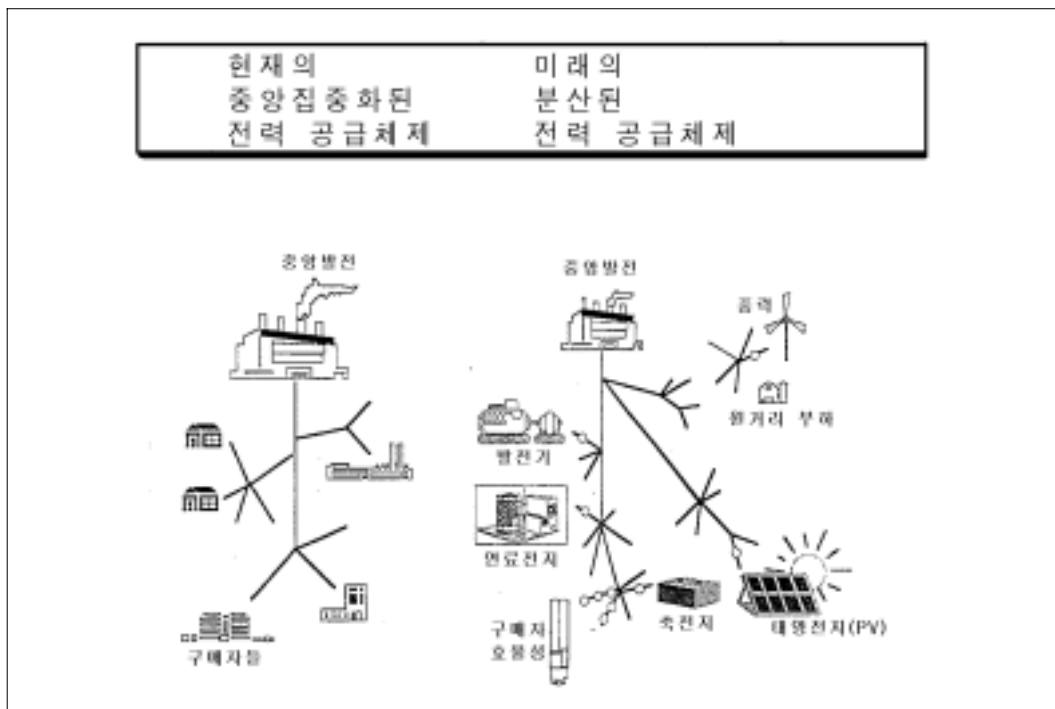 현재의
중앙집중화된
전력 공급체제
미래의
분산된
전력 공급체제
중앙발전
구매자들
중앙발전
풍력
원거리 부하
발전기
연료전지
구매자
효율성
축전지
태양전지(PV)